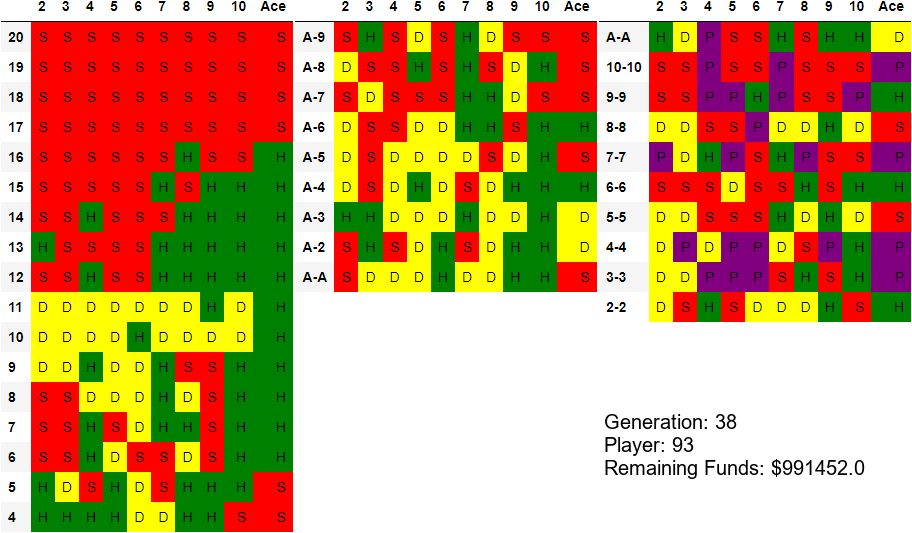 2 3 4 5 6 7 8 9 10 Ace
20 S S S S S S S S S S
19 S S S S S S S S S S
18 S S S S S S S S S S
17 S S S S S S S S S S
16 S S S S S S H S S H
15 S S S S S H S H H H
14 S S H S S S H H H H
13 H S S S S H H H H H
12 S S H S S H H H H H
11 D D D D D D D H D H
10 D D D D H D D D D H
9 D D H D D H S S H H
8 S S D D D H D S H H
7 S S H S D H H S H H
6 S S H D S S D S H H
5 H D S H D S H H H S
4 H H H H D D H H S S
2 3 4 5 6 7 8 9 10 Ace
A-9 S H S D S H D S S S
A-8 D S S H S H S D H S
A-7 S D S S S H H D S S
A-6 D S S D D H H S H H
A-5 D S D D D D S D H S
A-4 D S D H D S D H H H
A-3 H H D D D H D D H D
A-2 S H S D H S D H H D
A-A S D D D H D D H H S
2 3 4 5 6 7 8 9 10 Ace
A-A H D P S S H S H H D
10-10 S S P S S P S S S P
9-9 S S P P H P S S P H
8-8 D D S S P D D H D S
7-7 P D H P S H P S S P
6-6 S S S D S S H S H H
5-5 D D S S S H D H D S
4-4 D P D P P D S P H P
3-3 D D P P P S H S H P
2-2 D S H S D D D H S H
Generation: 38
Player: 93
Remaining Funds: $991452.0